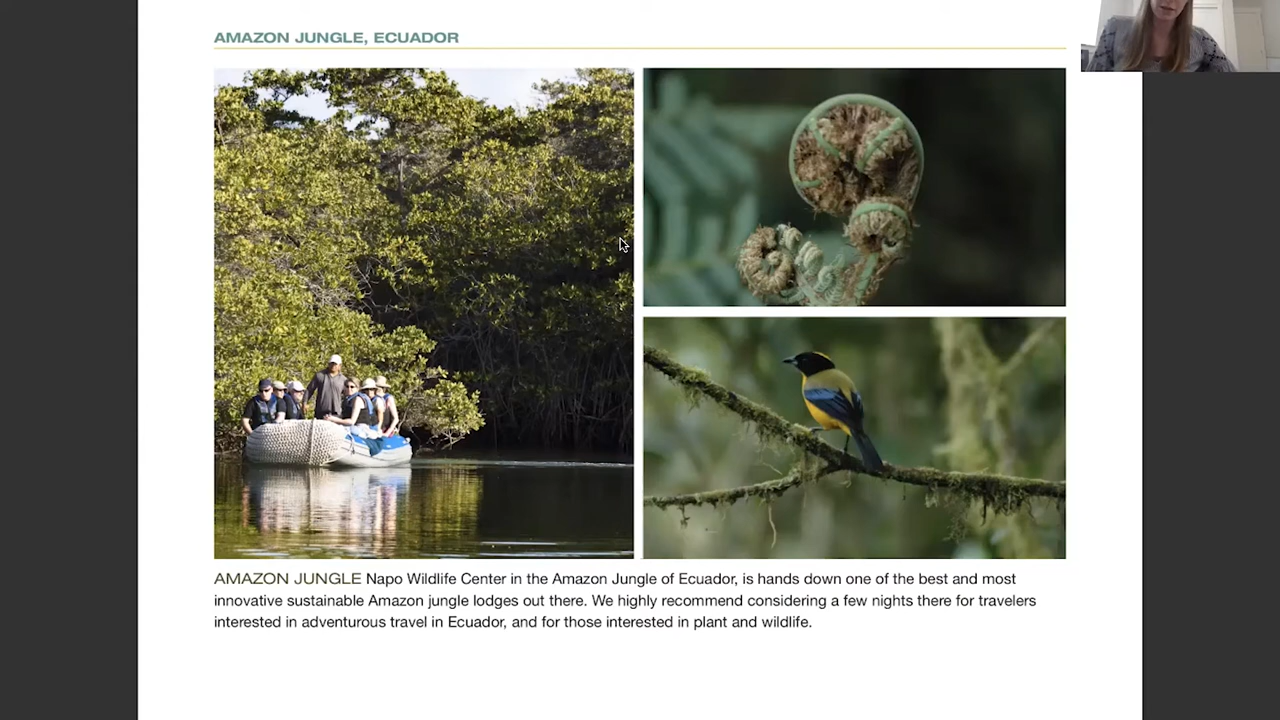 AMAZON JUNGLE, ECUADOR
AMAZON JUNGLE Napo Wildlife Center in the Amazon Jungle of Ecuador, is hands down one of the best and most
innovative sustainable Amazon jungle lodges out there. We highly recommend considering a few nights there for travelers
interested in adventurous travel in Ecuador, and for those interested in plant and wildlife.